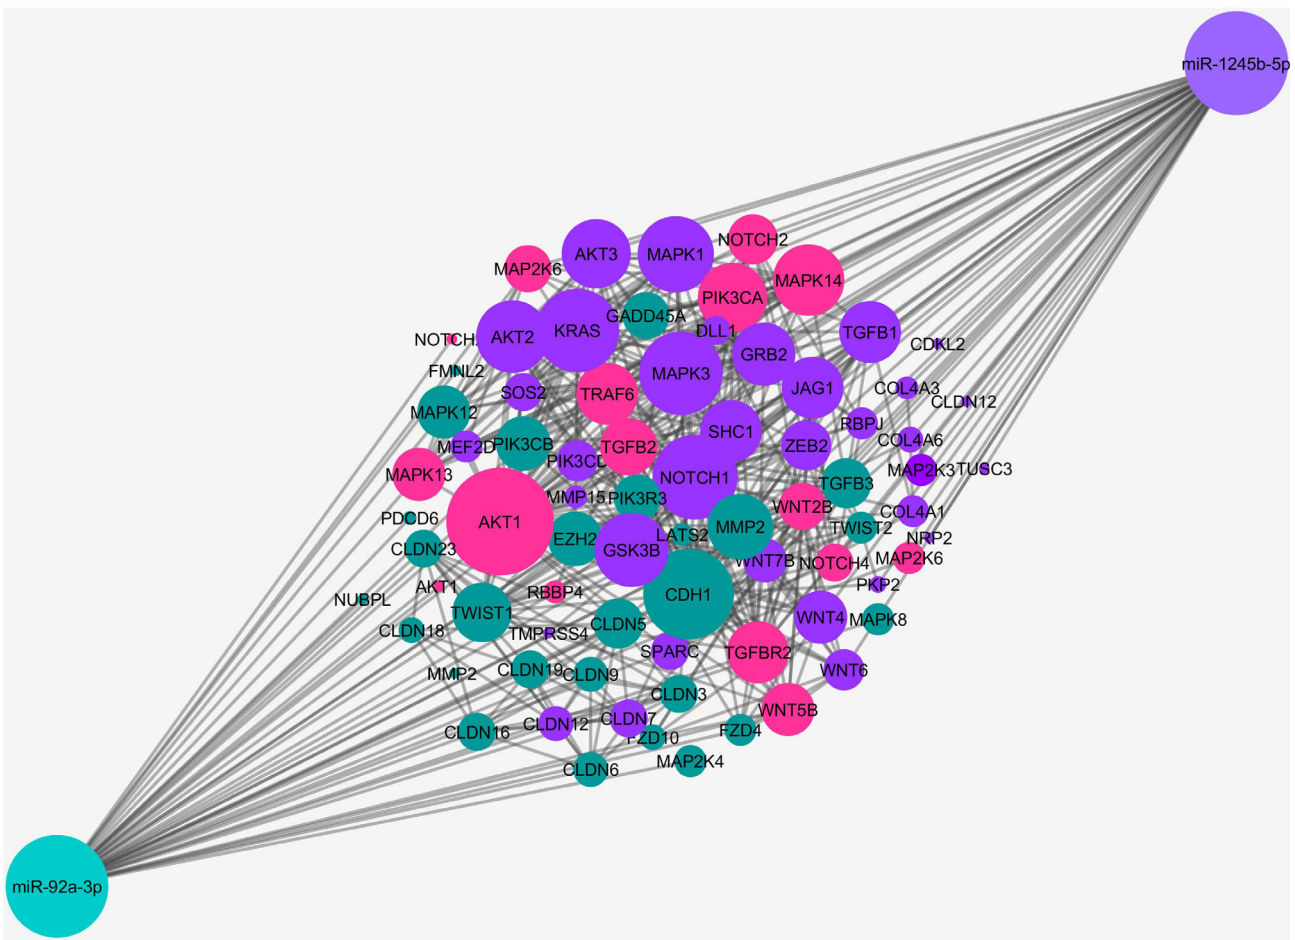 miR-1245b-5p
NOTCH2
AKT3
MAPK1
MAP2K6
MAPK14
PIK3CA
GADD45A
DLL1
KRAS
TGFB1
AKT2
NOTCH
CDKL2
GRB2
FMNL2
MAPK3
JAG1
COL4A3
SOS2
TRAF6
CLDN12
MAPK12
RBPJ
SHC1
COL4A6
PIK3CB
MEF2D
TGFB2
ZEB2
PIK3CD
MAP2K3
TUSC3
MAPK13
NOTCH1
TGFB3
MMP15
PIK3R3
WNT2B
COL4A1
PDCD6
AKT1
MMP2
TWIST2
LATS2
NRP2
EZH2
CLDN23
GSK3B
MAP2K6
WNT7B
NOTCH4
PKP2
AKT1
RBBP4
CDH1
NUBPL
TWIST1
WNT4
MAPK8
CLDN5
CLDN18
TMPRSS4
SPARC
TGFBR2
CLDN19
WNT6
MMP2
CLDN9
CLDN3
WNT5B
CLDN7
CLDN12
FZD4
CLDN16
FZD10
MAP2K4
CLDN6
miR-92a-3p